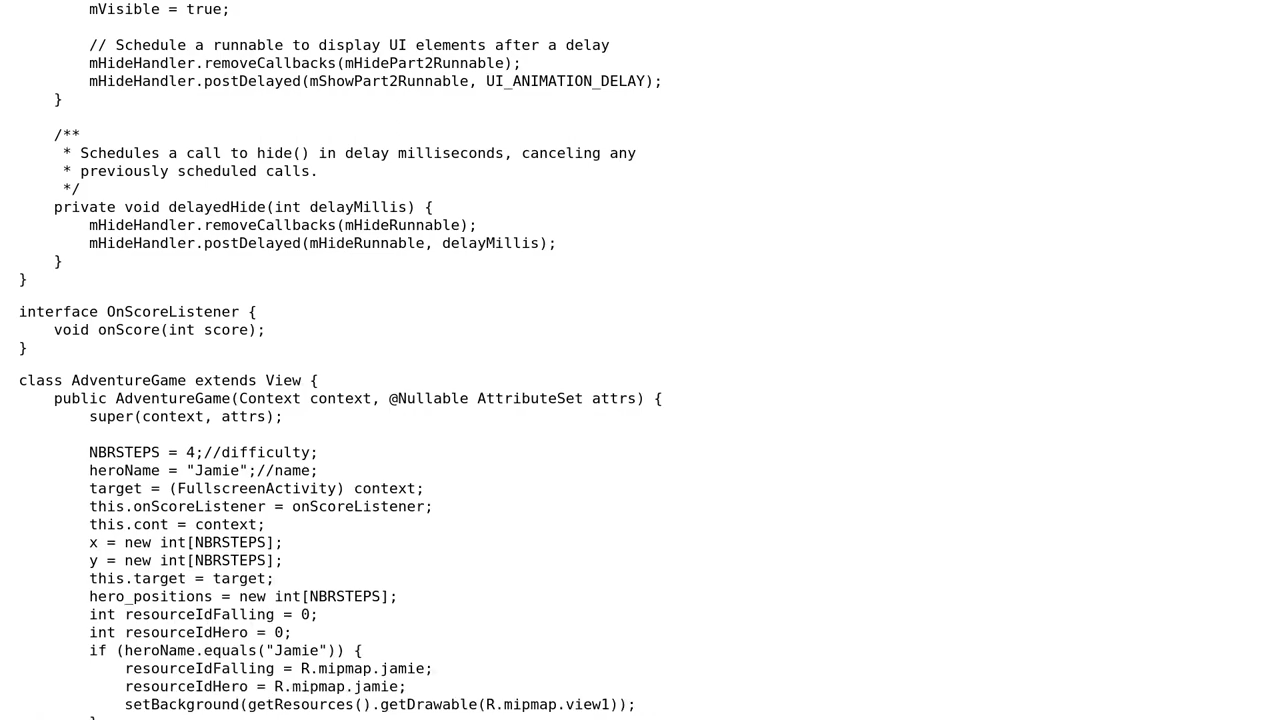 mVisible = true;

        // Schedule a runnable to display UI elements after a delay
        mHideHandler.removeCallbacks(mHidePart2Runnable);
        mHideHandler.postDelayed(mShowPart2Runnable, UI_ANIMATION_DELAY);
    }

    /**
     * Schedules a call to hide() in delay milliseconds, canceling any
     * previously scheduled calls.
     */
    private void delayedHide(int delayMillis) {
        mHideHandler.removeCallbacks(mHideRunnable);
        mHideHandler.postDelayed(mHideRunnable, delayMillis);
    }
}

interface OnScoreListener {
    void onScore(int score);
}

class AdventureGame extends View {
    public AdventureGame(Context context, @Nullable AttributeSet attrs) {
        super(context, attrs);

        NBRSTEPS = 4;//difficulty;
        heroName = "Jamie";//name;
        target = (FullscreenActivity) context;
        this.onScoreListener = onScoreListener;
        this.cont = context;
        x = new int[NBRSTEPS];
        y = new int[NBRSTEPS];
        this.target = target;
        hero_positions = new int[NBRSTEPS];
        int resourceIdFalling = 0;
        int resourceIdHero = 0;
        if (heroName.equals("Jamie")) {
            resourceIdFalling = R.mipmap.jamie;
            resourceIdHero = R.mipmap.jamie;
            setBackground(getResources().getDrawable(R.mipmap.view1));
        }